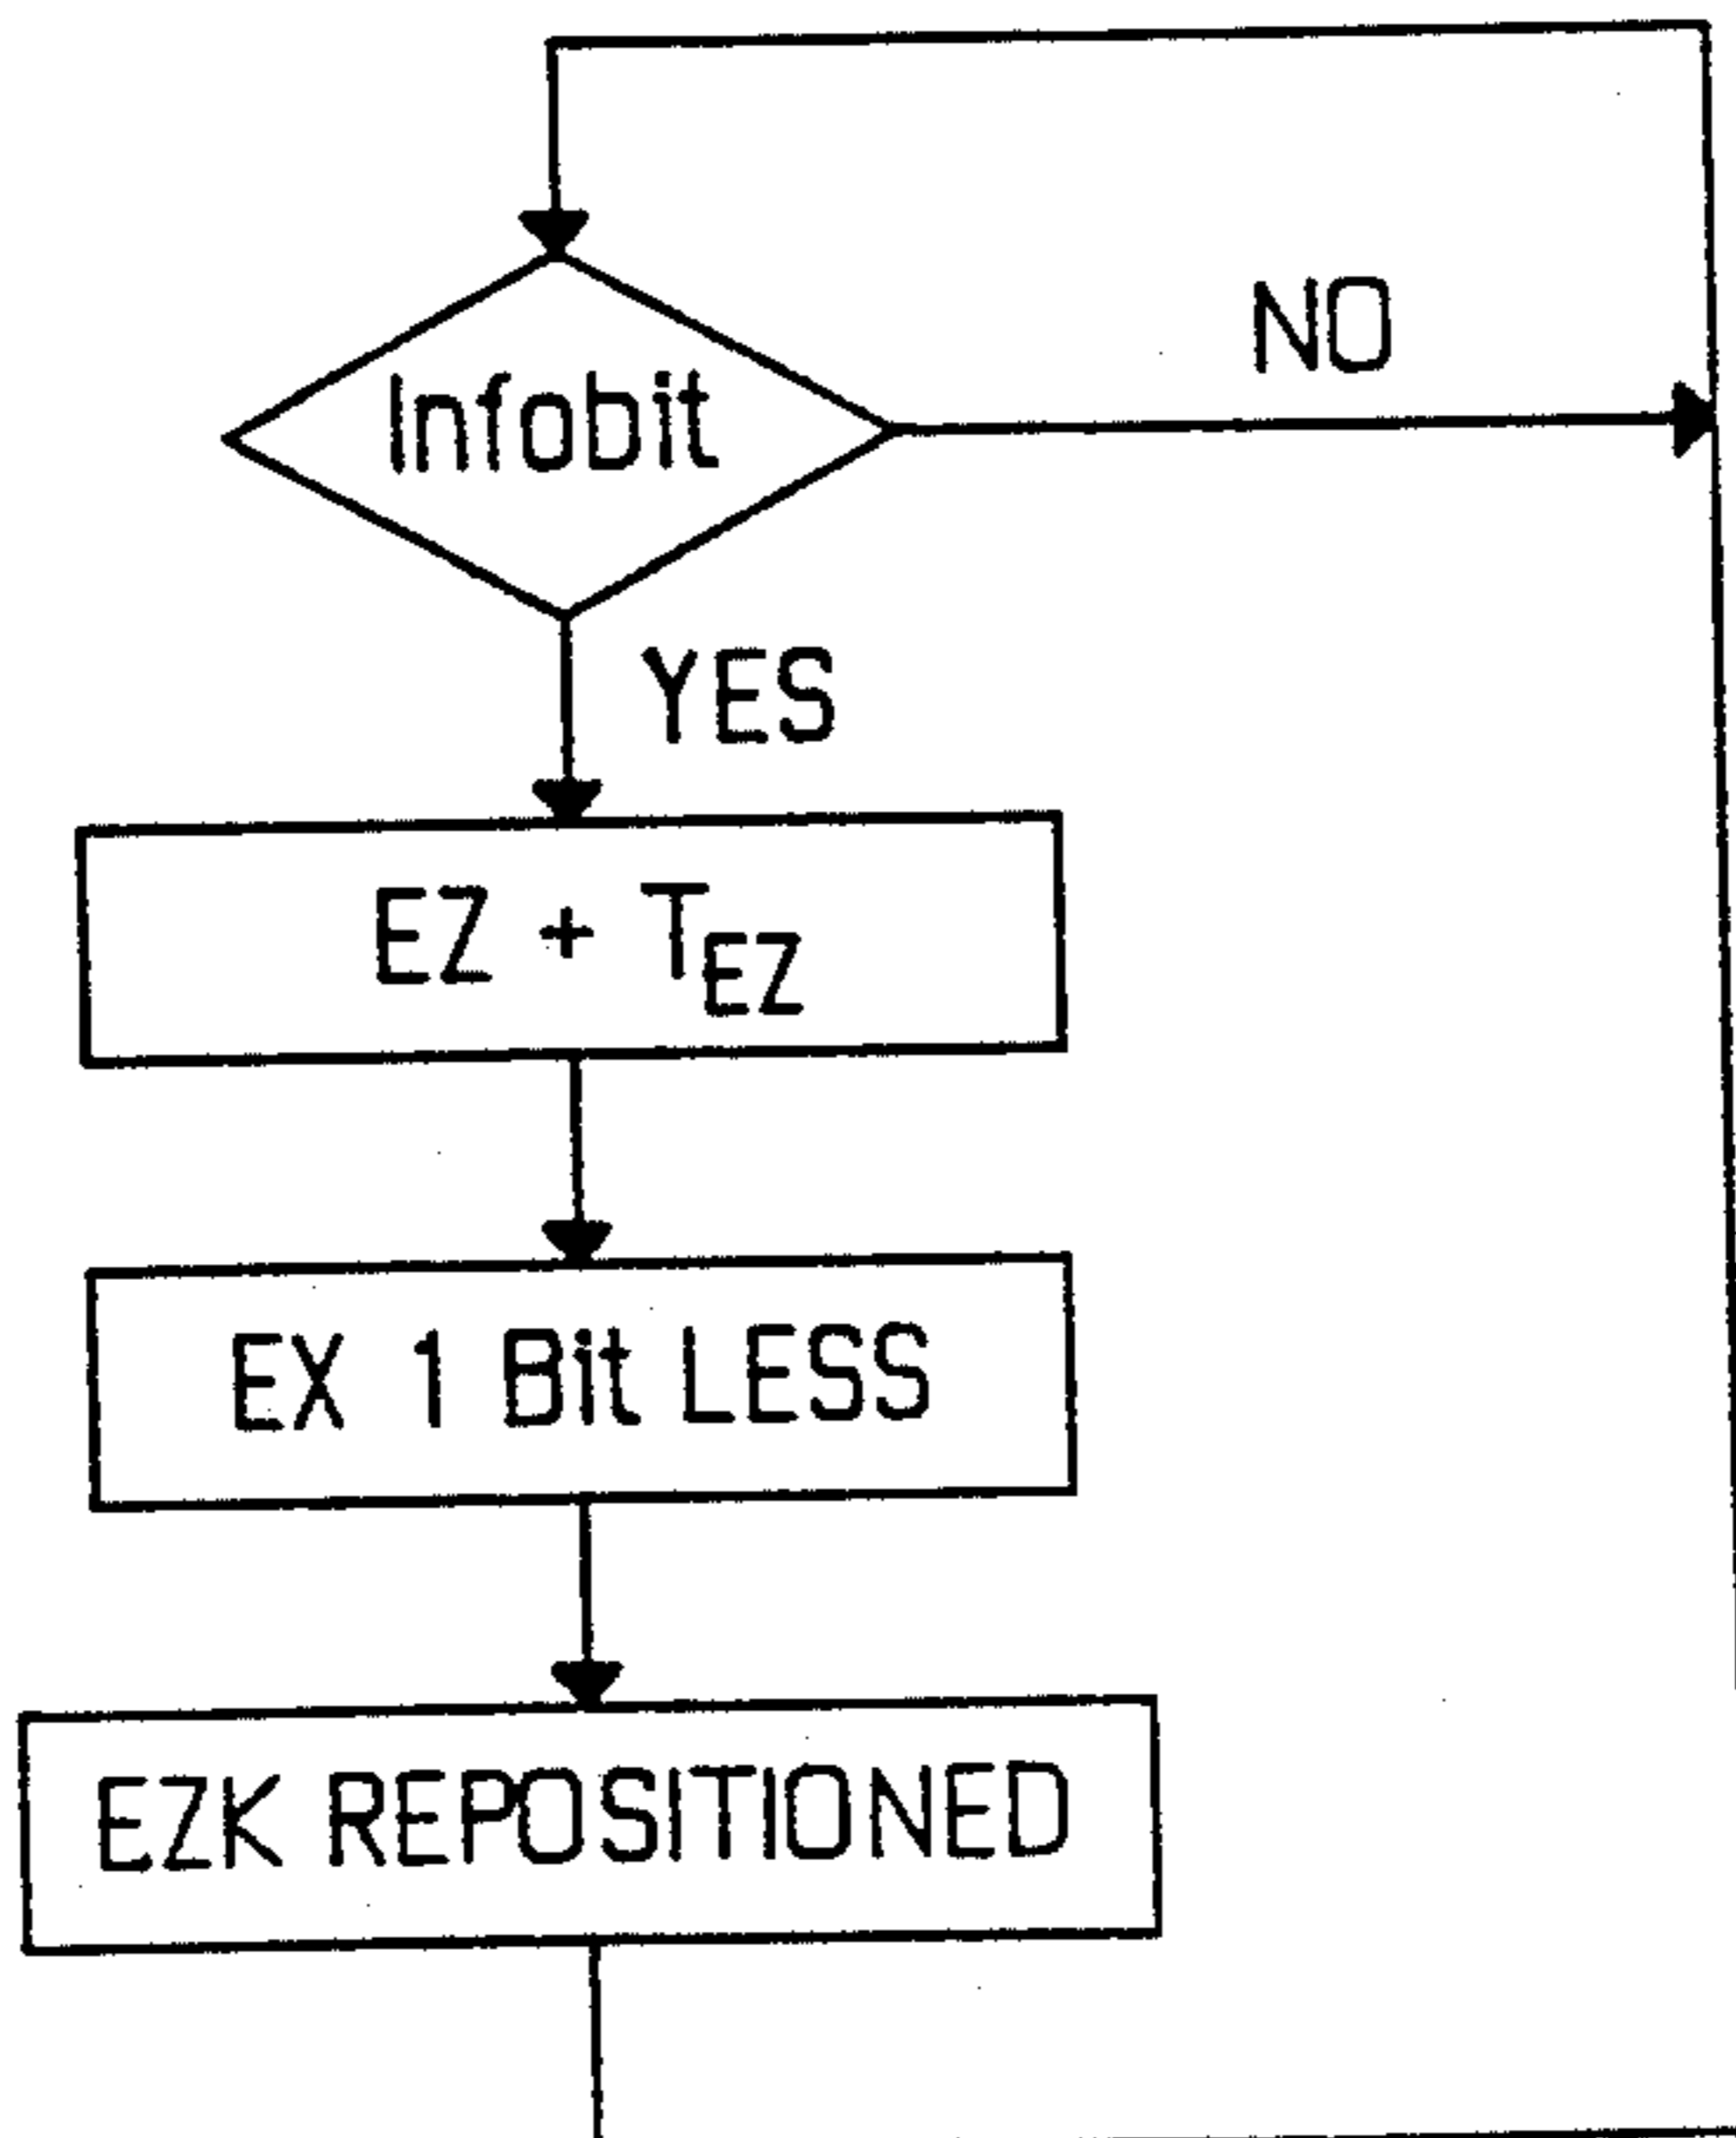 Infobit
NO
YES
EZ + T_EZ
EX 1 Bit LESS
EZK REPOSITIONED